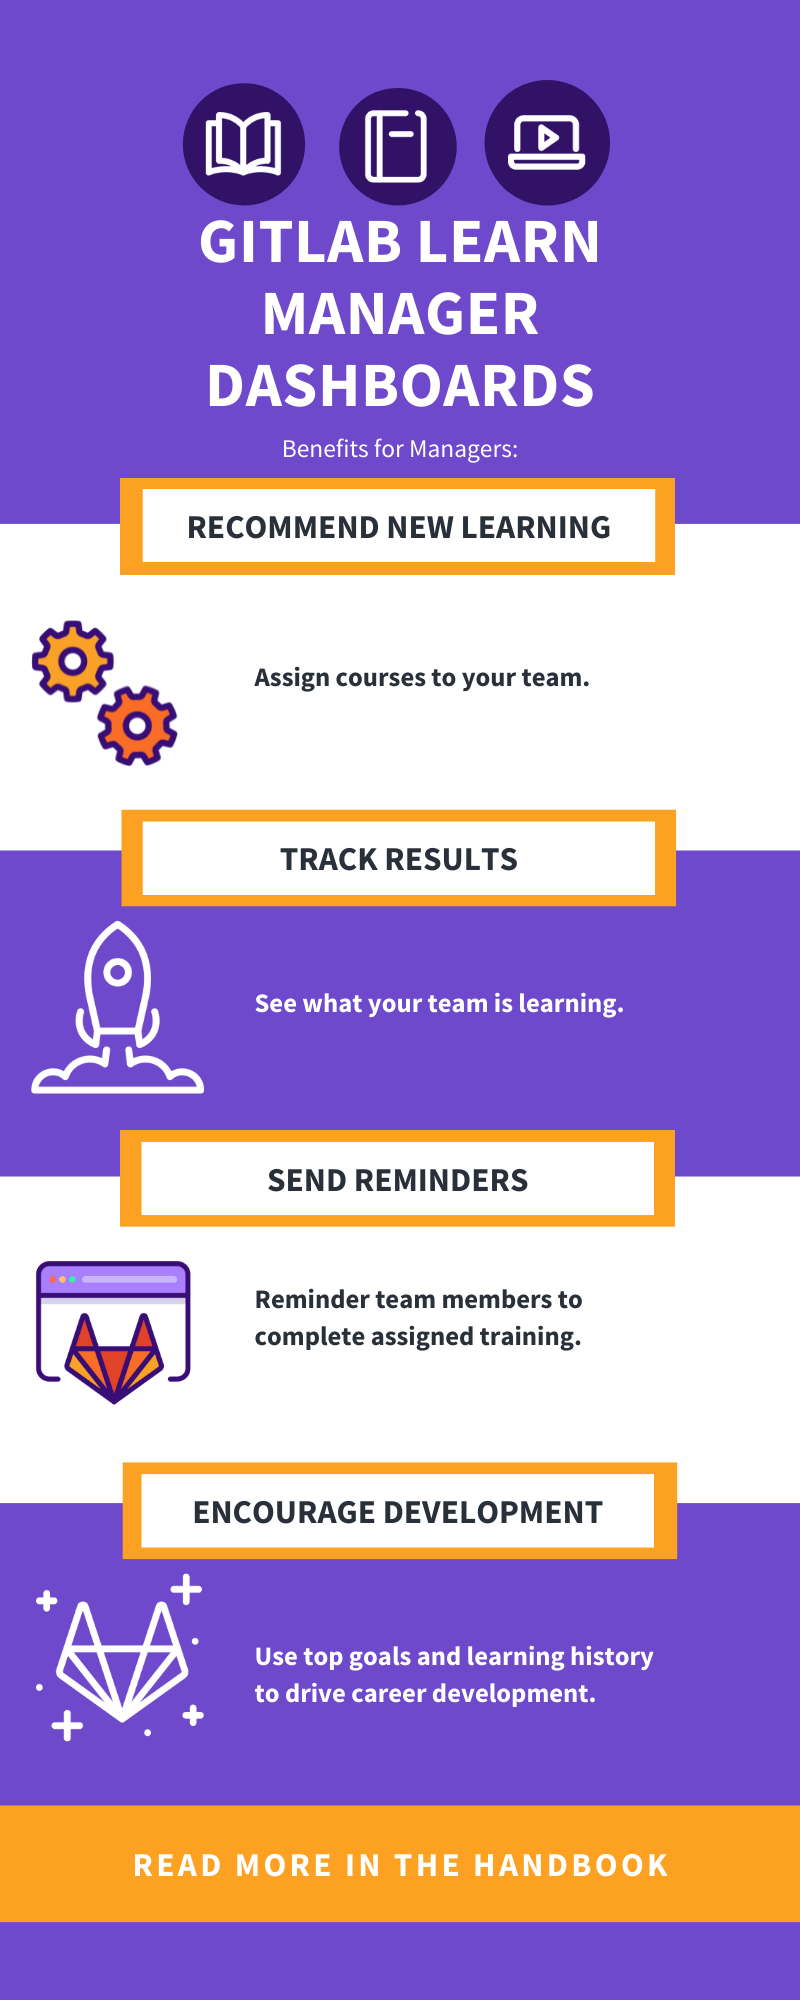 GITLAB LEARN
MANAGER
DASHBOARDS
Benefits for Managers:
RECOMMEND NEW LEARNING
Assign courses to your team.
TRACK RESULTS
See what your team is learning.
SEND REMINDERS
Reminder team members to
complete assigned training.
ENCOURAGE DEVELOPMENT
Use top goals and learning history
to drive career development.
READ MORE IN THE HANDBOOK